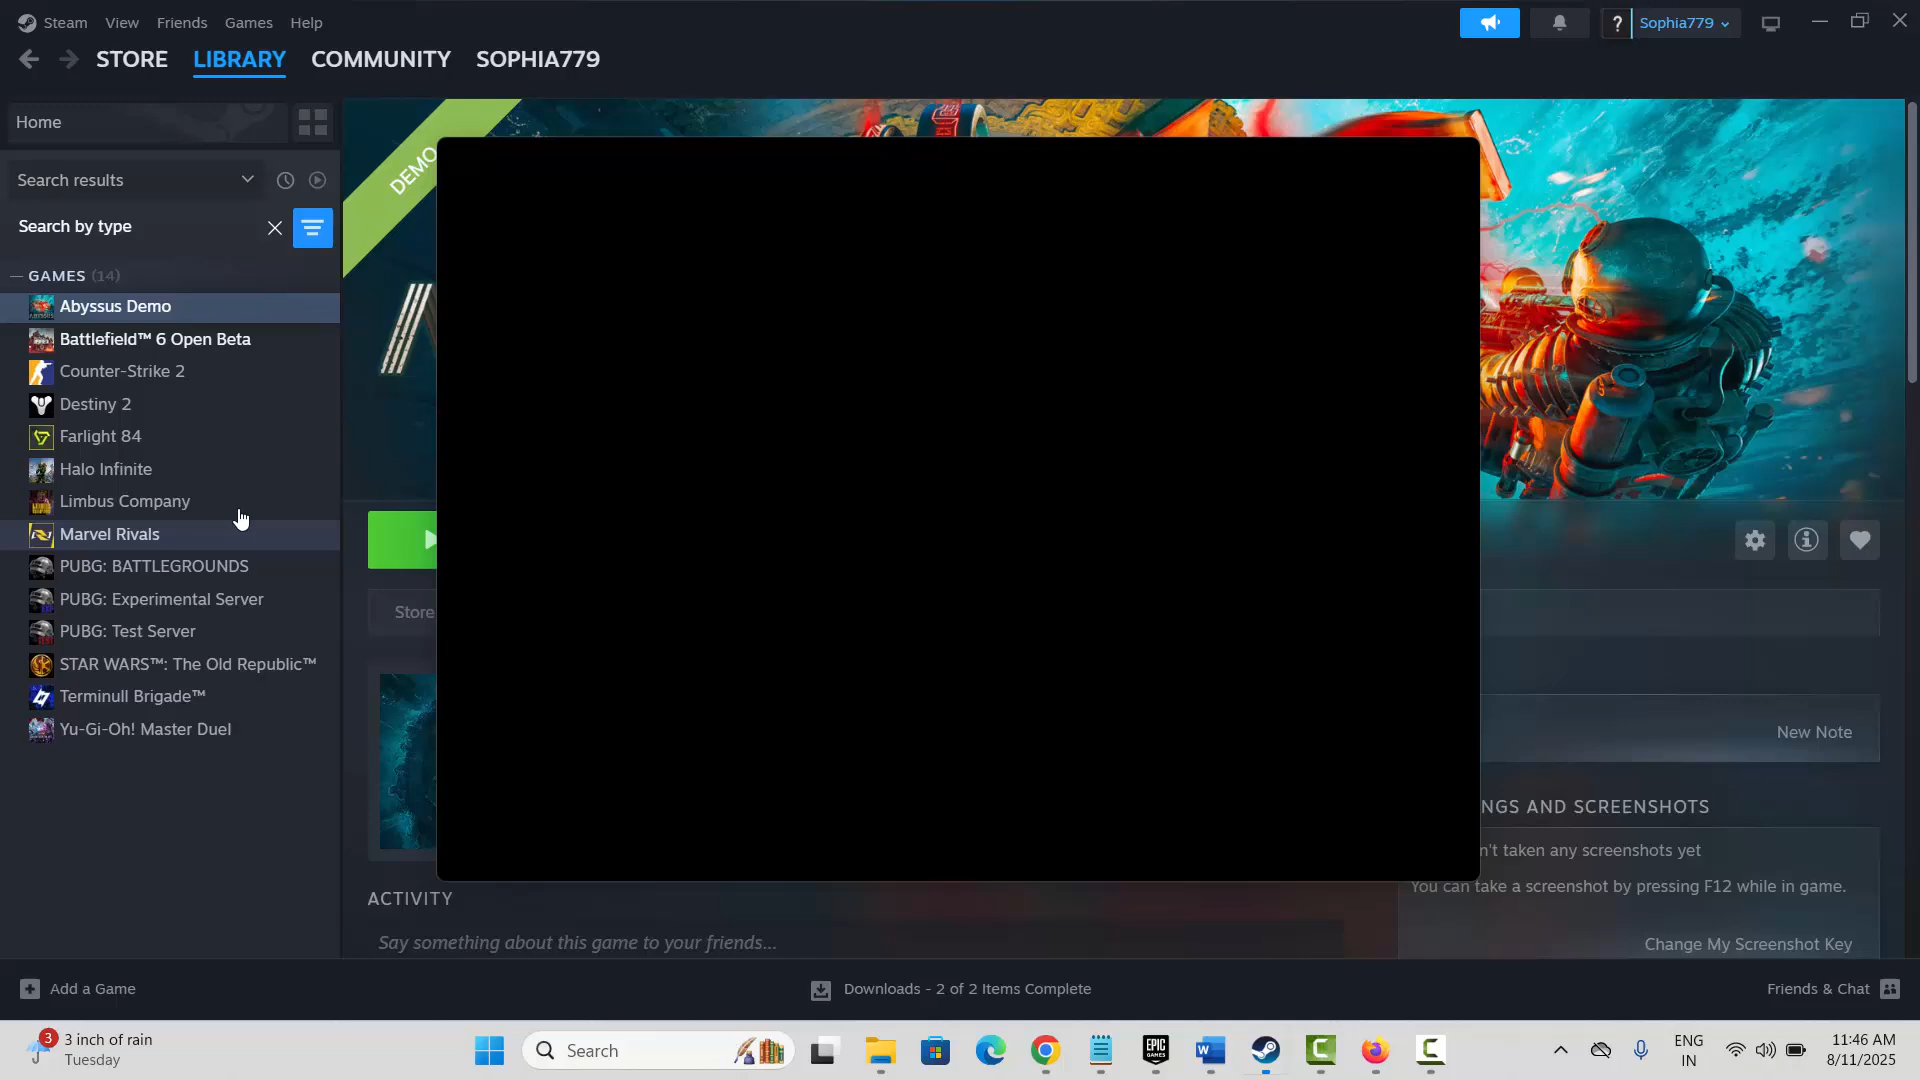 Steam View Friends Games Help
? Sophia779
STORE LIBRARY COMMUNITY SOPHIA779
Home
Search results
Search by type
GAMES (14)
Abyssus Demo
Battlefield™ 6 Open Beta
Counter-Strike 2
Destiny 2
Farlight 84
Halo Infinite
Limbus Company
Marvel Rivals
PUBG: BATTLEGROUNDS
PUBG: Experimental Server
PUBG: Test Server
STAR WARS™: The Old Republic™
Terminull Brigade™
Yu-Gi-Oh! Master Duel
DEMO
Store
New Note
NGS AND SCREENSHOTS
n't taken any screenshots yet
You can take a screenshot by pressing F12 while in game.
Change My Screenshot Key
ACTIVITY
Say something about this game to your friends...
Add a Game
Downloads - 2 of 2 Items Complete
Friends & Chat
3
3 inch of rain
Tuesday
Search
EPIC GAMES
ENG
IN
11:46 AM
8/11/2025